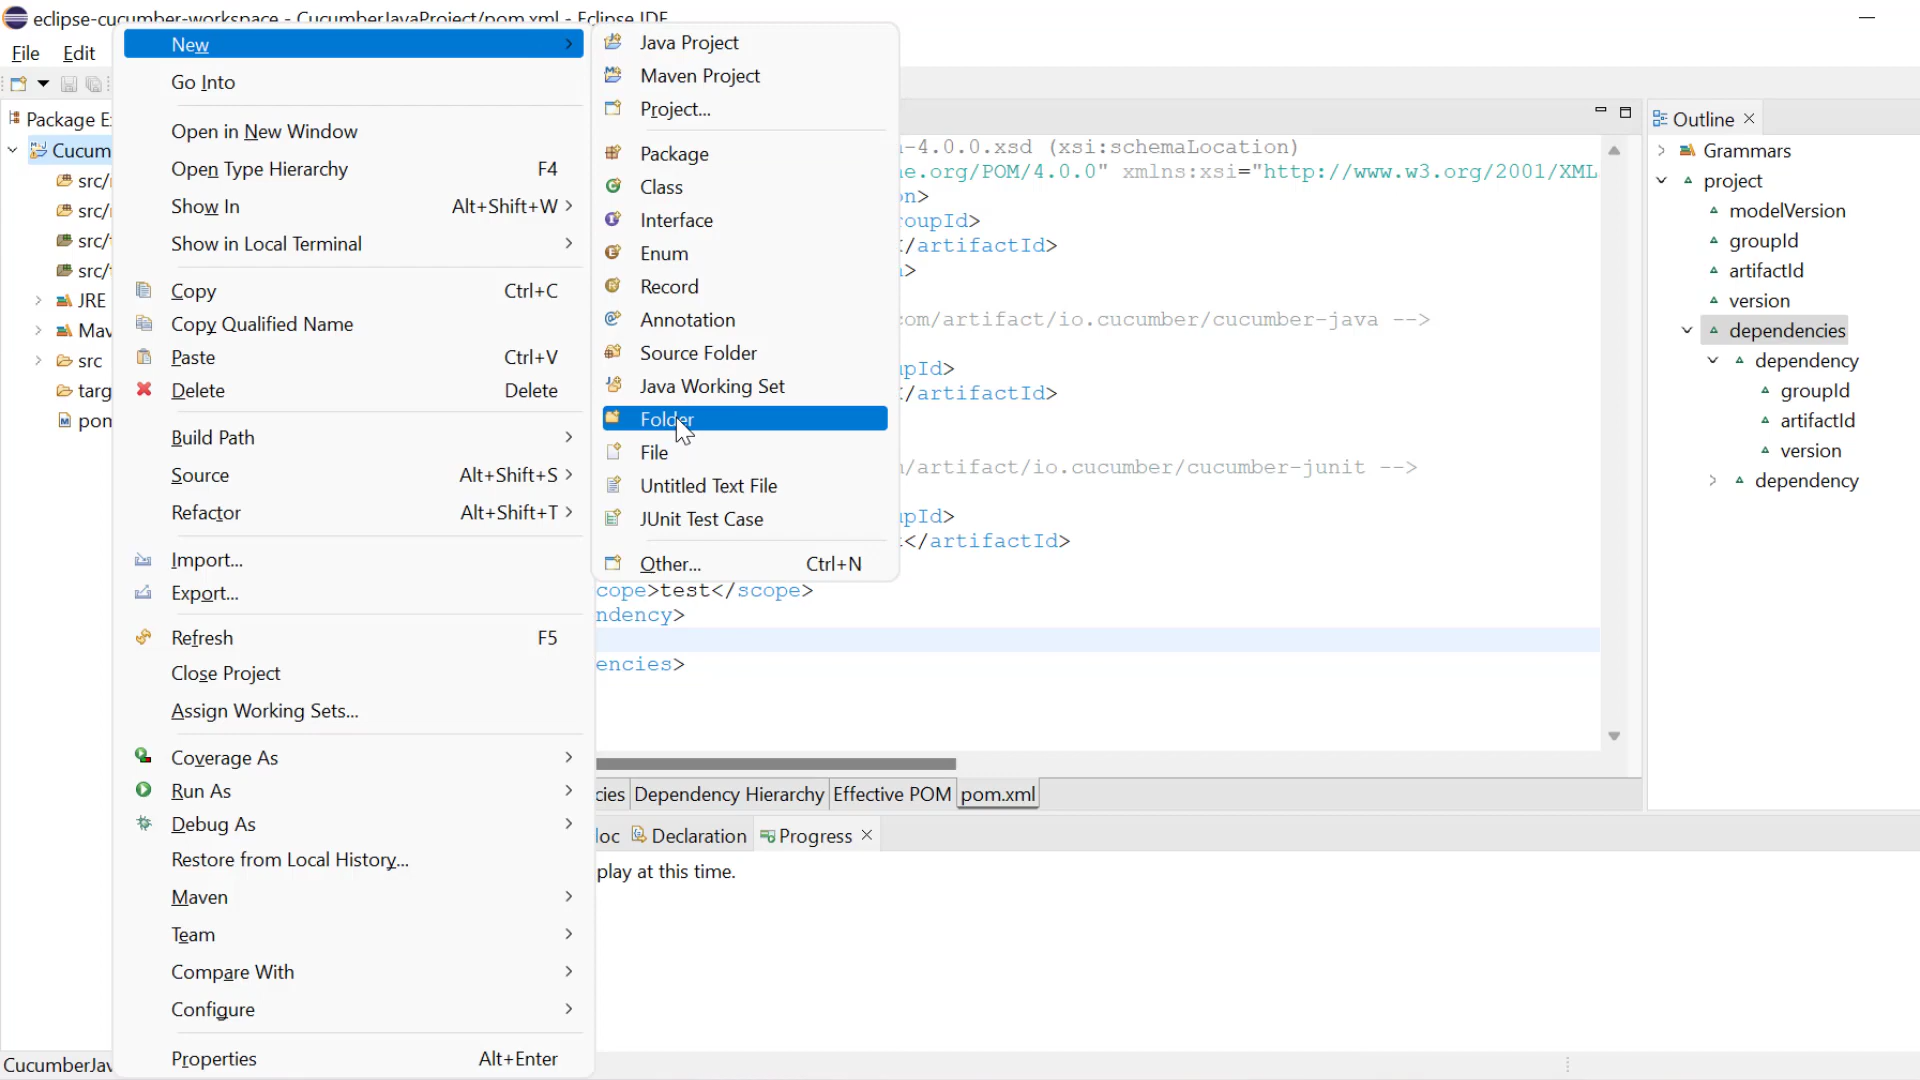 eclipse-cucumber-workspace - CucumberJavaProject/pom.xml - Eclipse IDE
File Edit
New
Go Into
Open in New Window
Open Type Hierarchy F4
Show In Alt+Shift+W
Show in Local Terminal
Copy Ctrl+C
Copy Qualified Name
Paste Ctrl+V
Delete Delete
Build Path
Source Alt+Shift+S
Refactor Alt+Shift+T
Import...
Export...
Refresh F5
Close Project
Assign Working Sets...
Coverage As
Run As
Debug As
Restore from Local History...
Maven
Team
Compare With
Configure
Properties Alt+Enter
Java Project
Maven Project
Project...
Package
Class
Interface
Enum
Record
Annotation
Source Folder
Java Working Set
Folder
File
Untitled Text File
JUnit Test Case
Other... Ctrl+N
Package E
Cucum
src/
src/
src/
src/
JRE
Mav
src
targ
pon
-4.0.0.xsd (xsi:schemaLocation)
e.org/POM/4.0.0" xmlns:xsi="http://www.w3.org/2001/XML
n>
oupId>
/artifactId>
>
om/artifact/io.cucumber/cucumber-java -->
pId>
/artifactId>
/artifact/io.cucumber/cucumber-junit -->
pId>
</artifactId>
cope>test</scope>
ndency>
encies>
cies Dependency Hierarchy Effective POM pom.xml
oc Declaration Progress
play at this time.
Outline
Grammars
project
modelVersion
groupId
artifactId
version
dependencies
dependency
groupId
artifactId
version
dependency
CucumberJav